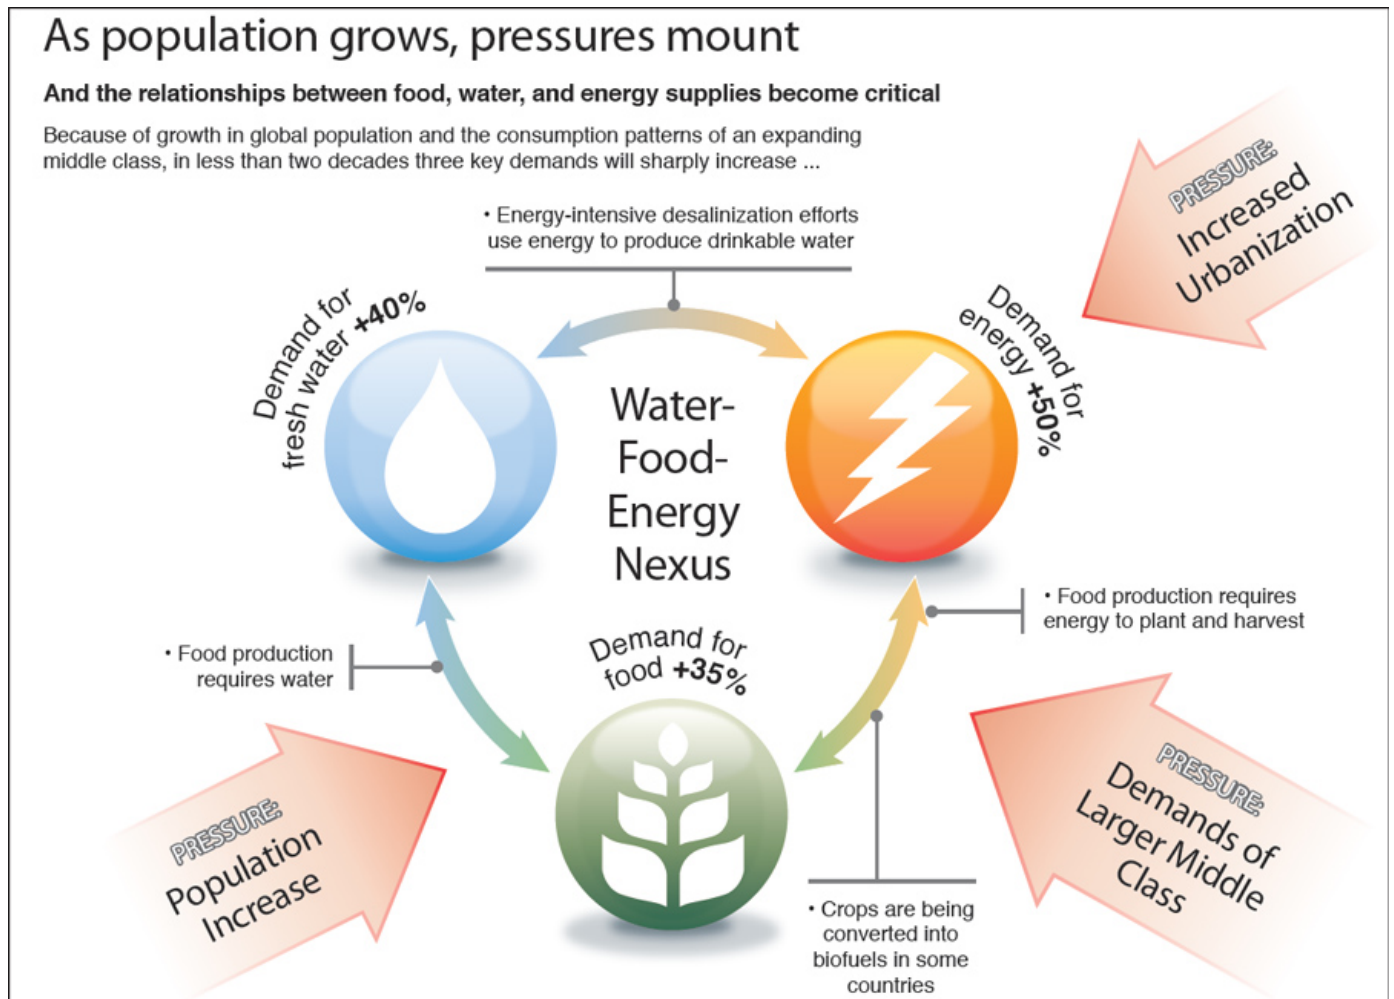 As population grows, pressures mount
And the relationships between food, water, and energy supplies become critical
Because of growth in global population and the consumption patterns of an expanding
middle class, in less than two decades three key demands will sharply increase ...
• Energy-intensive desalinization efforts
use energy to produce drinkable water
PRESSURE:
Increased
Urbanization
Demand for
fresh water +40%
Demand for
energy +50%
Water-
Food-
Energy
Nexus
• Food production requires
energy to plant and harvest
• Food production
requires water
Demand for
food +35%
PRESSURE:
Population
Increase
PRESSURE:
Demands of
Larger Middle
Class
• Crops are being
converted into
biofuels in some
countries